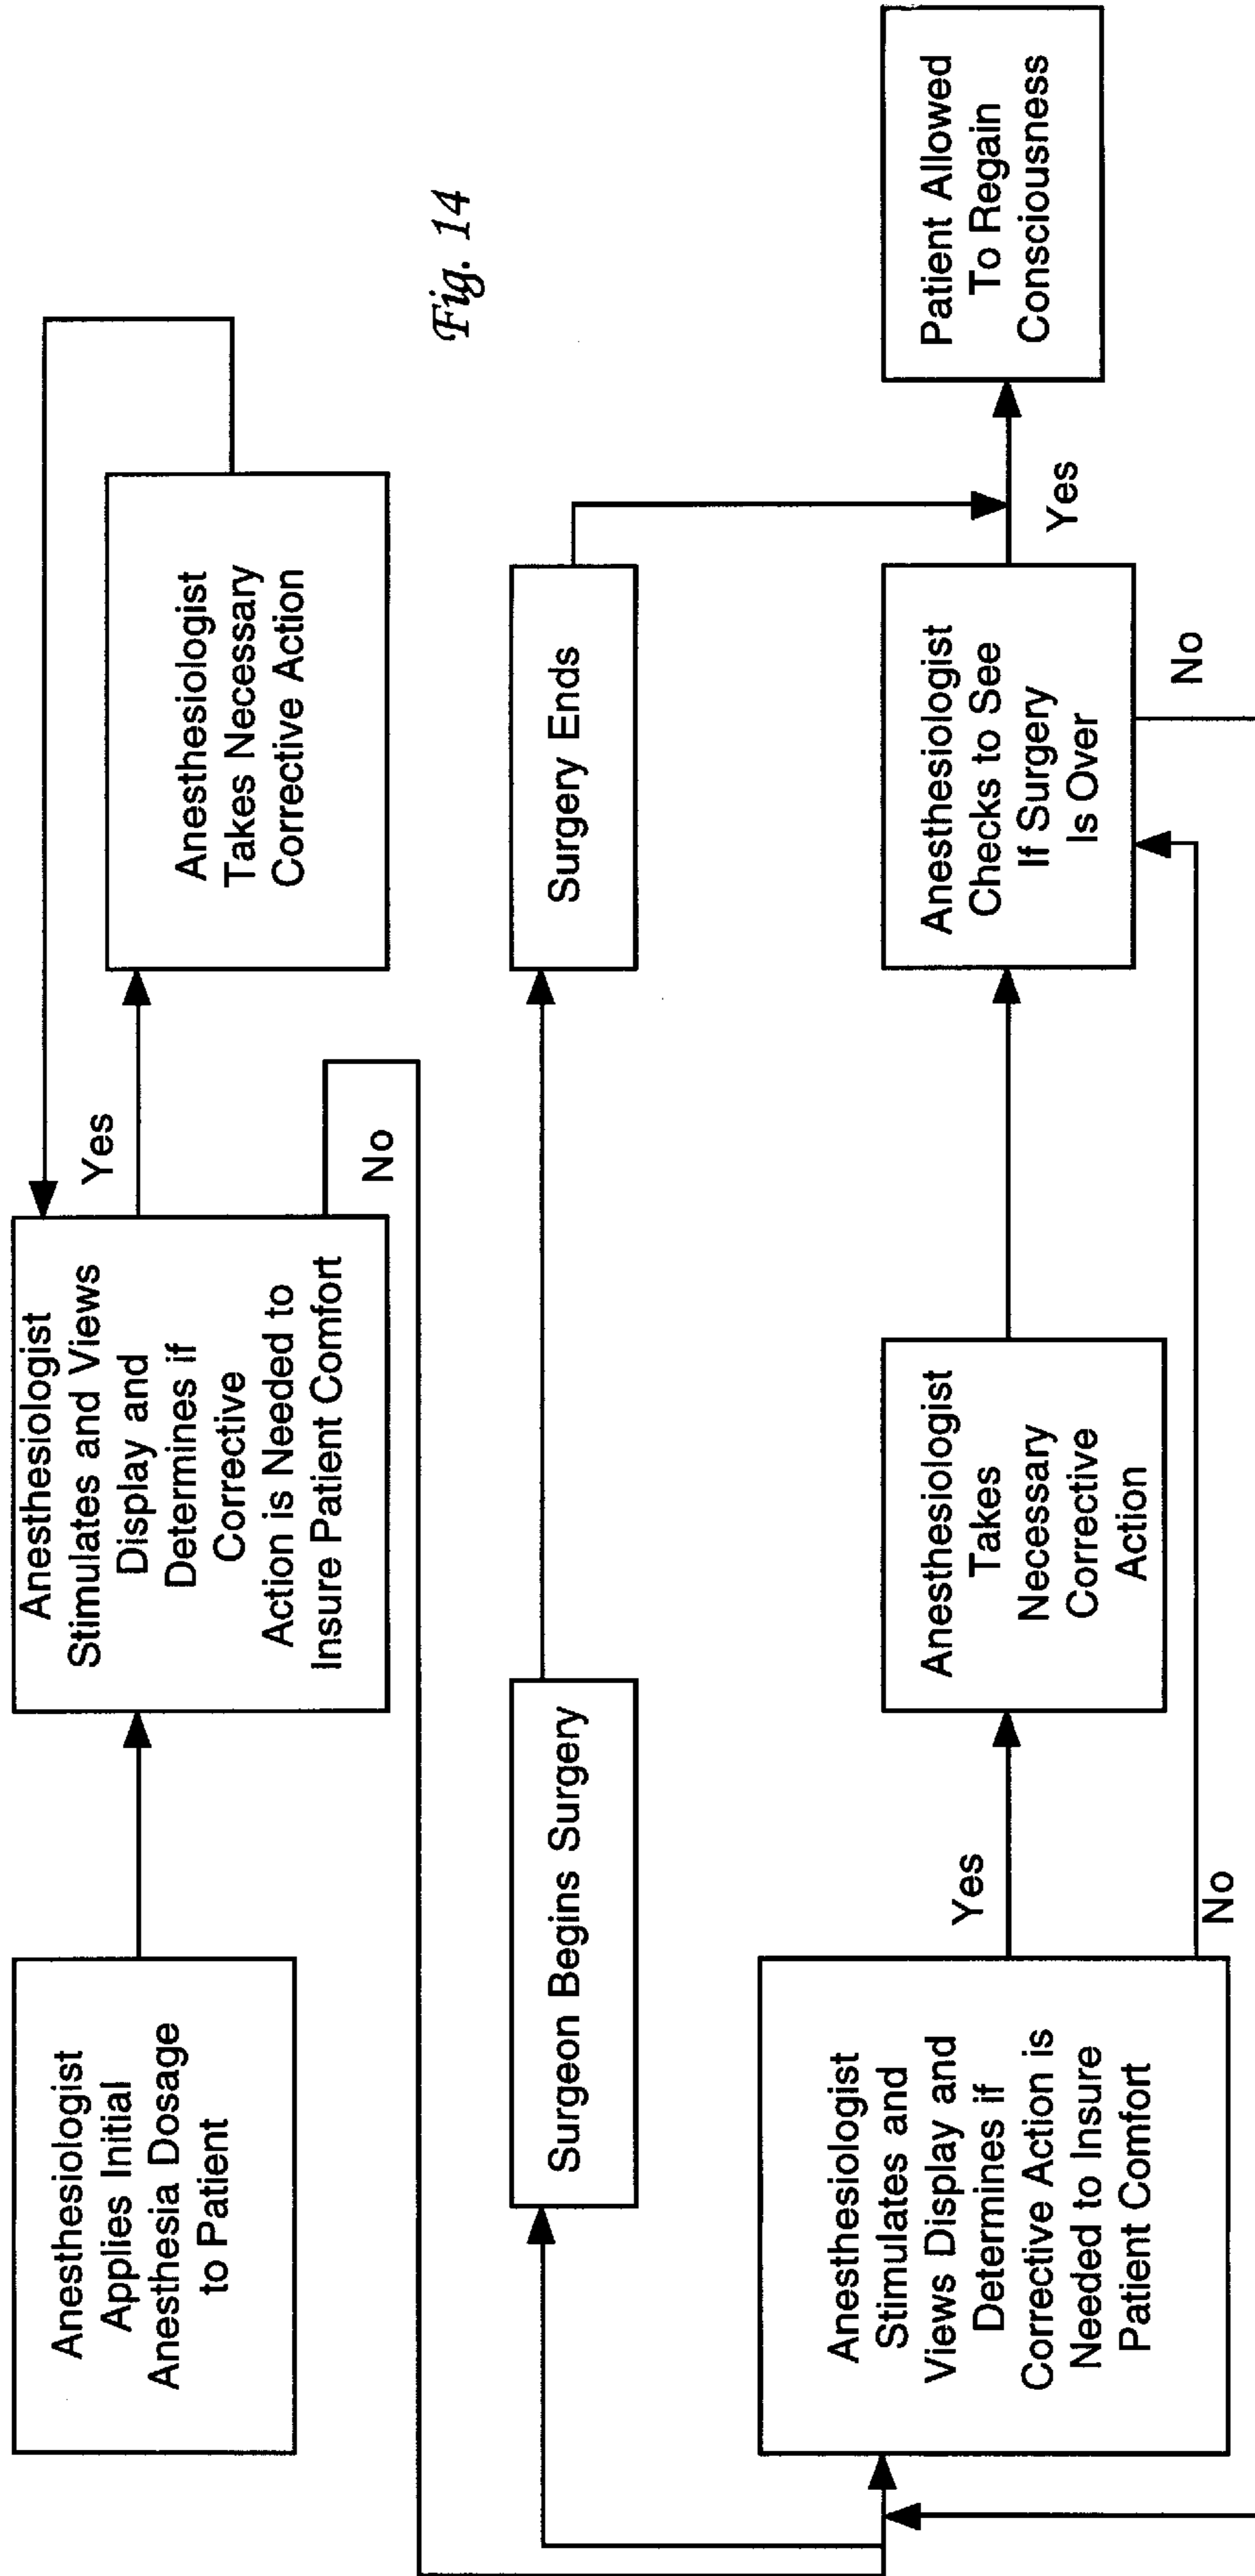 Anesthesiologist
Applies Initial
Anesthesia Dosage
to Patient
Anesthesiologist
Stimulates and Views
Display and
Determines if
Corrective
Action is Needed to
Insure Patient Comfort
Yes
No
Anesthesiologist
Takes Necessary
Corrective Action
Fig. 14
Surgeon Begins Surgery
Surgery Ends
Anesthesiologist
Stimulates and
Views Display and
Determines if
Corrective Action is
Needed to Insure
Patient Comfort
Yes
No
Anesthesiologist
Takes
Necessary
Corrective
Action
Anesthesiologist
Checks to See
If Surgery
Is Over
Yes
No
Patient Allowed
To Regain
Consciousness